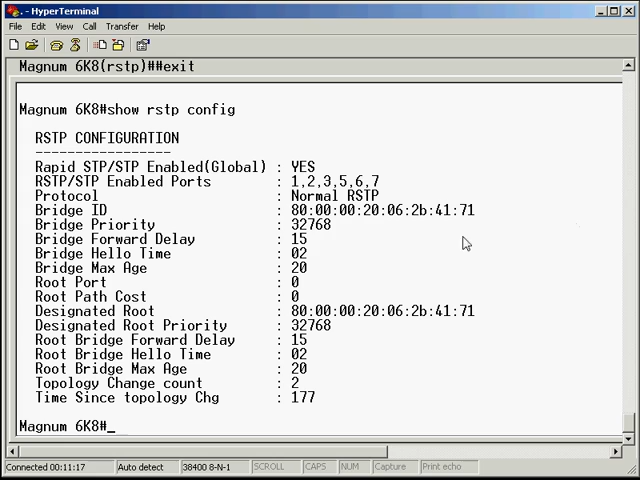 . - HyperTerminal
File Edit View Call Transfer Help
Magnum 6K8(rstp)##exit
Magnum 6K8#show rstp config
RSTP CONFIGURATION
-----------------
Rapid STP/STP Enabled(Global) : YES
RSTP/STP Enabled Ports : 1,2,3,5,6,7
Protocol : Normal RSTP
Bridge ID : 80:00:00:20:06:2b:41:71
Bridge Priority : 32768
Bridge Forward Delay : 15
Bridge Hello Time : 02
Bridge Max Age : 20
Root Port : 0
Root Path Cost : 0
Designated Root : 80:00:00:20:06:2b:41:71
Designated Root Priority : 32768
Root Bridge Forward Delay : 15
Root Bridge Hello Time : 02
Root Bridge Max Age : 20
Topology Change count : 2
Time Since topology Chg : 177
Magnum 6K8#_
Connected 00:11:17 Auto detect 38400 8-N-1 SCROLL CAPS NUM Capture Print echo